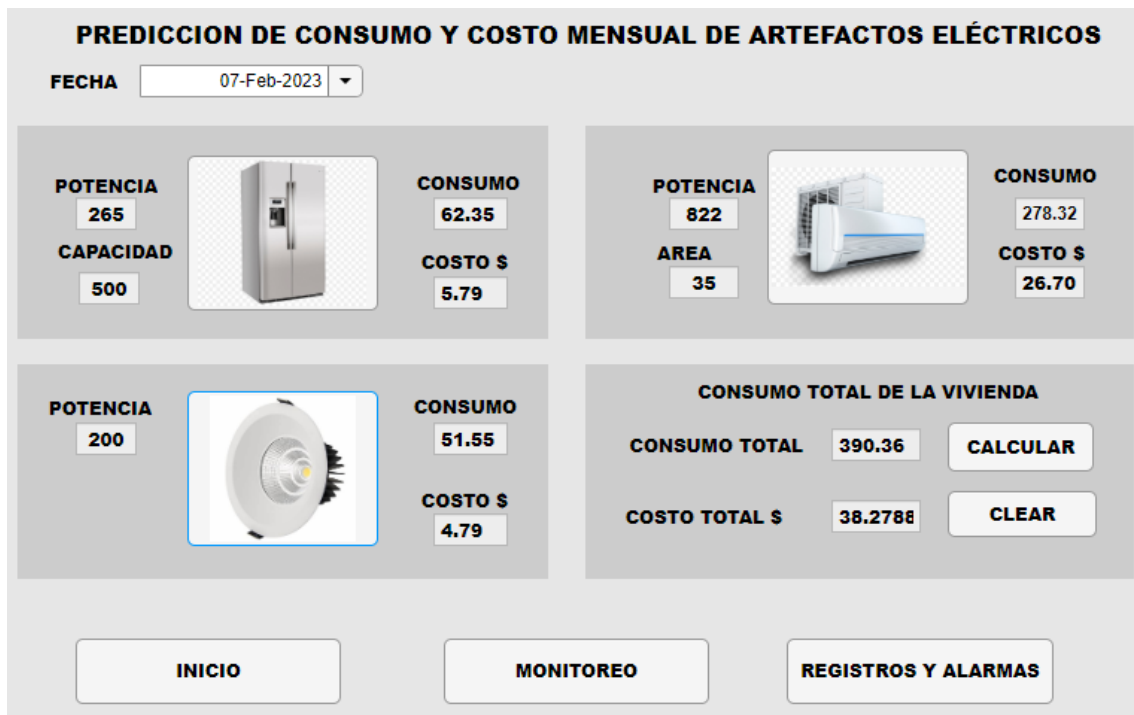 PREDICCION DE CONSUMO Y COSTO MENSUAL DE ARTEFACTOS ELÉCTRICOS
FECHA 07-Feb-2023
POTENCIA
265
CAPACIDAD
500
CONSUMO
62.35
COSTO $
5.79
POTENCIA
822
AREA
35
CONSUMO
278.32
COSTO $
26.70
POTENCIA
200
CONSUMO
51.55
COSTO $
4.79
CONSUMO TOTAL DE LA VIVIENDA
CONSUMO TOTAL 390.36 CALCULAR
COSTO TOTAL $ 38.2788 CLEAR
INICIO MONITOREO REGISTROS Y ALARMAS